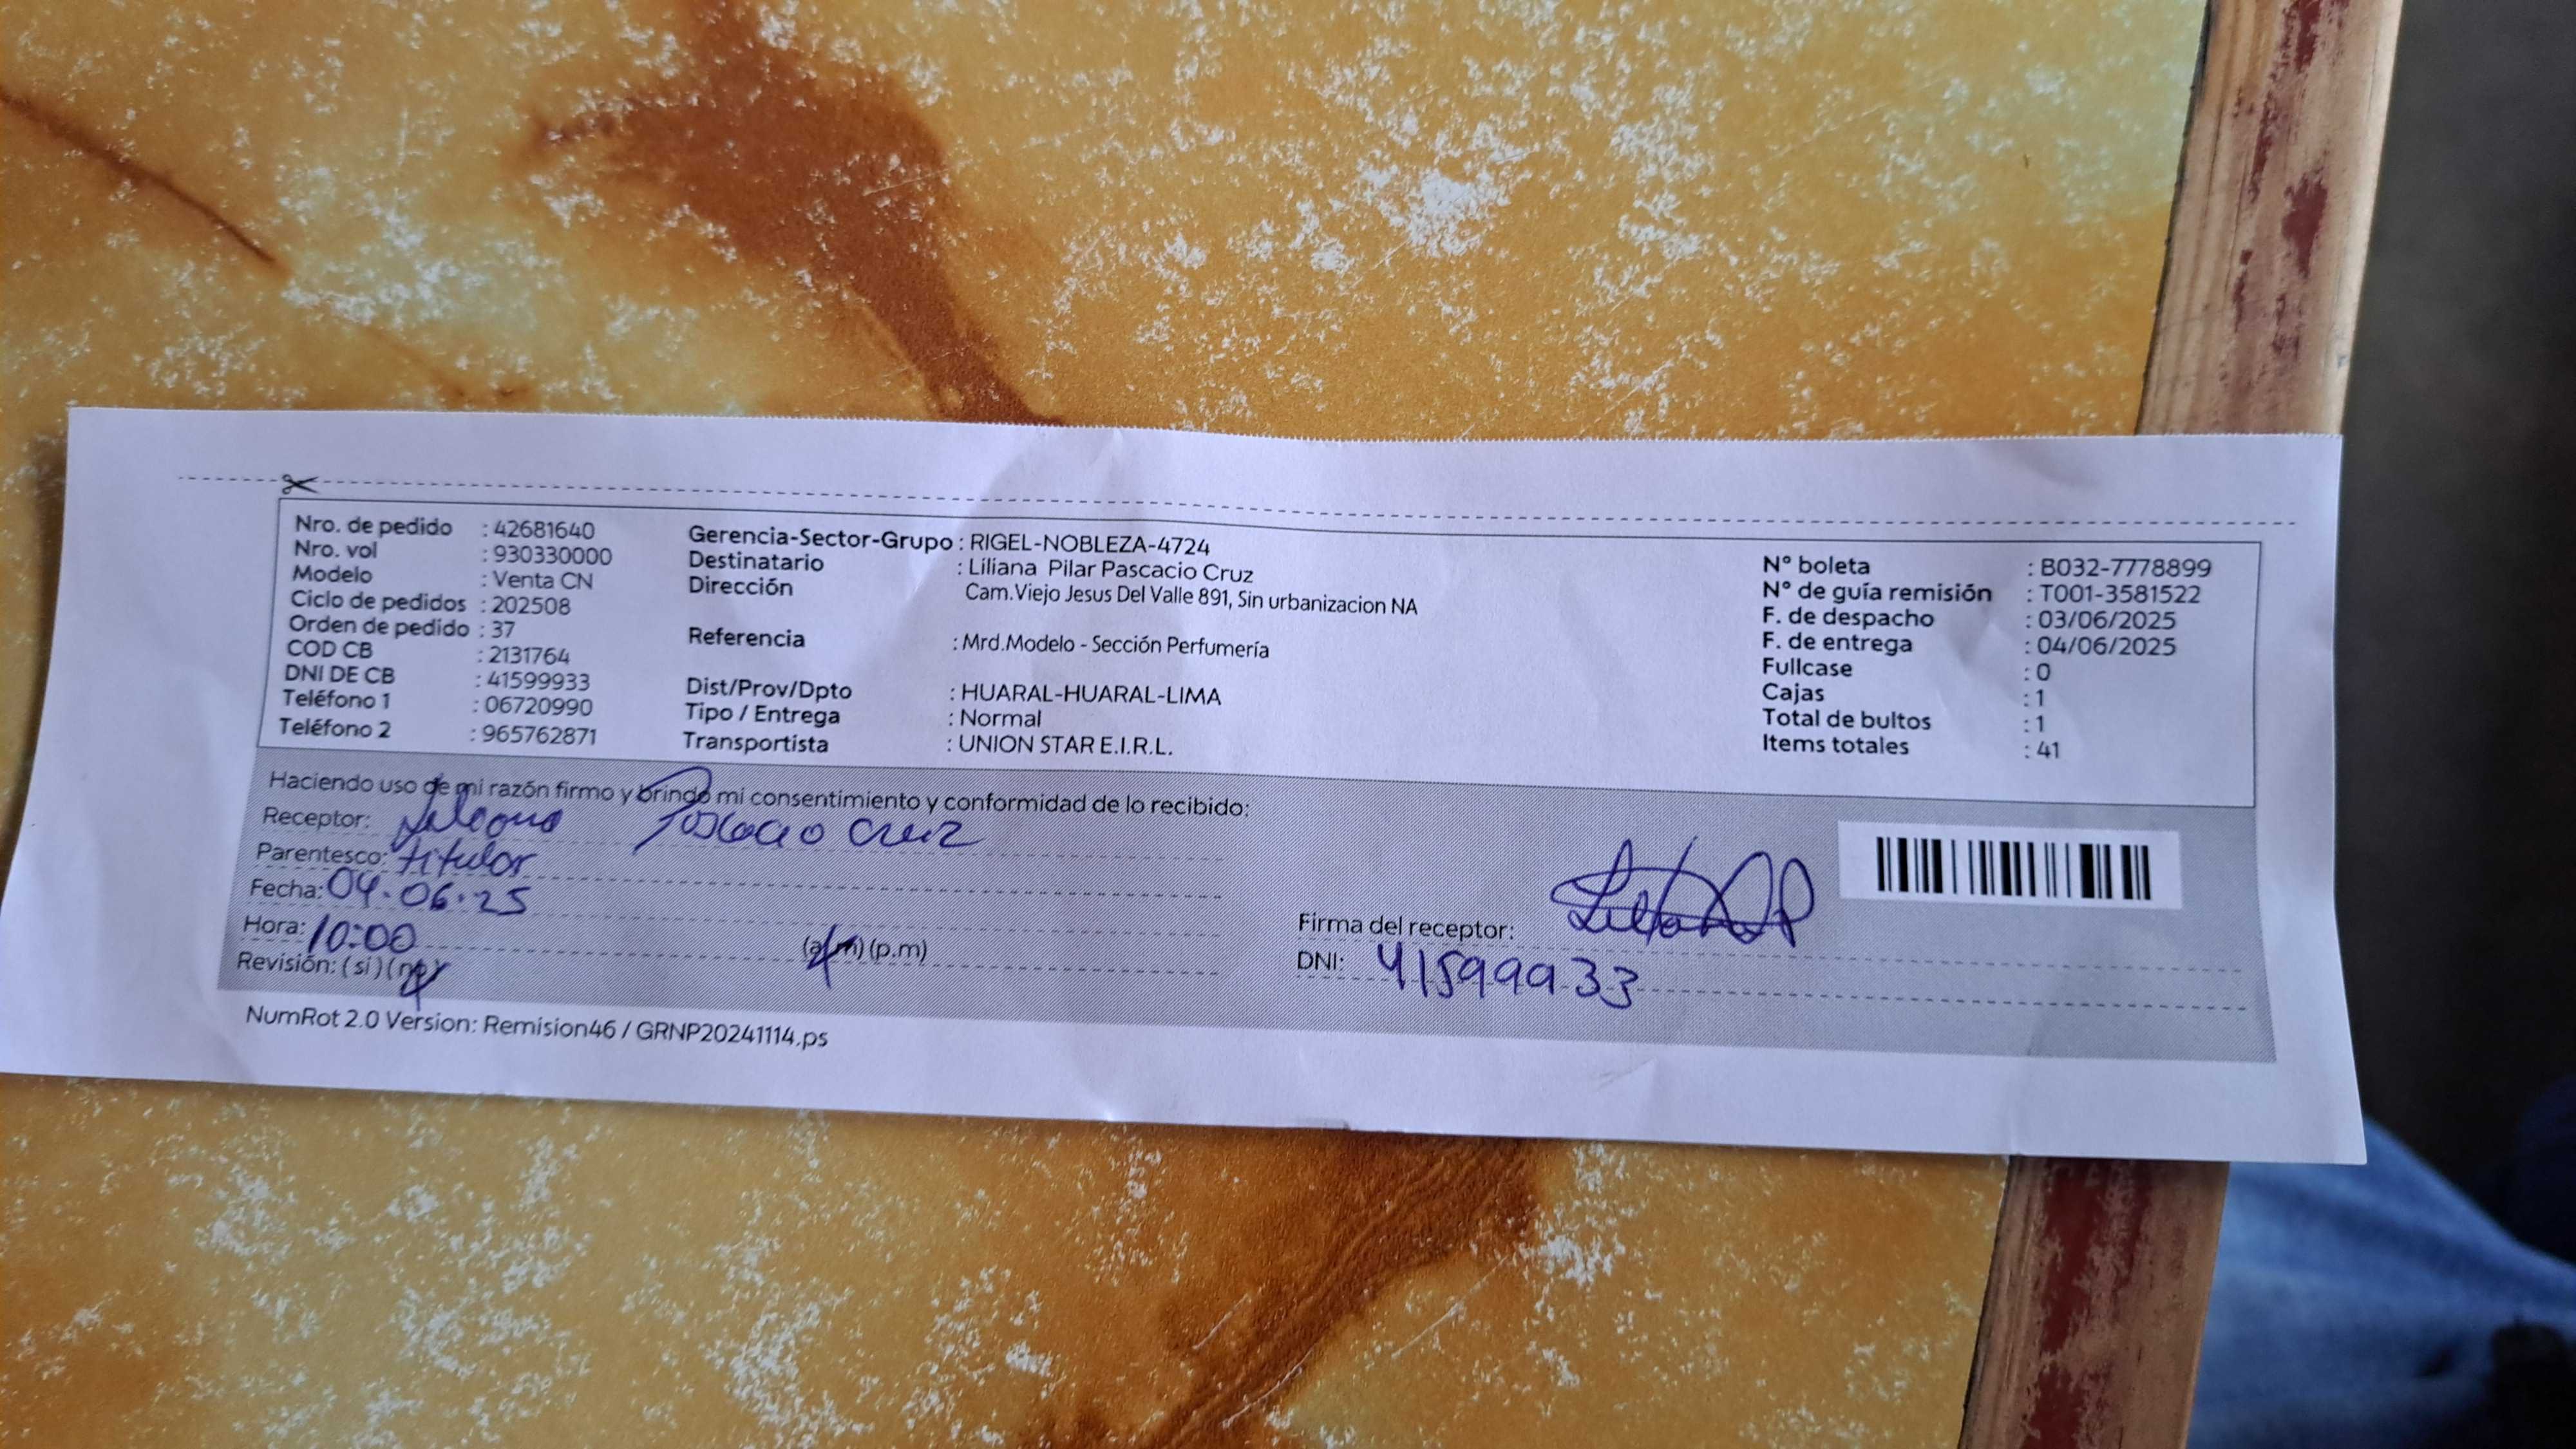 Nro. de pedido : 42681640
Nro. vol : 930330000
Modelo : Venta CN
Ciclo de pedidos : 202508
Orden de pedido : 37
COD CB : 2131764
DNI DE CB : 41599933
Teléfono 1 : 06720990
Teléfono 2 : 965762871
Gerencia-Sector-Grupo : RIGEL-NOBLEZA-4724
Destinatario : Liliana Pilar Pascacio Cruz
Dirección Cam.Viejo Jesus Del Valle 891, Sin urbanizacion NA
Referencia : Mrd.Modelo - Sección Perfumería
Dist/Prov/Dpto : HUARAL-HUARAL-LIMA
Tipo / Entrega : Normal
Transportista : UNION STAR E.I.R.L.
N° boleta : B032-7778899
N° de guía remisión : T001-3581522
F. de despacho : 03/06/2025
F. de entrega : 04/06/2025
Fullcase : 0
Cajas : 1
Total de bultos : 1
Items totales : 41
Haciendo uso de mi razón firmo y brindo mi consentimiento y conformidad de lo recibido:
Receptor: Liliana Pascacio Cruz
Parentesco: titular
Fecha: 04.06.25
Hora: 10:00 (a.m) (p.m)
Revisión: (si) (no)
Firma del receptor:
DNI: 41599933
NumRot 2.0 Version: Remision46 / GRNP20241114.ps